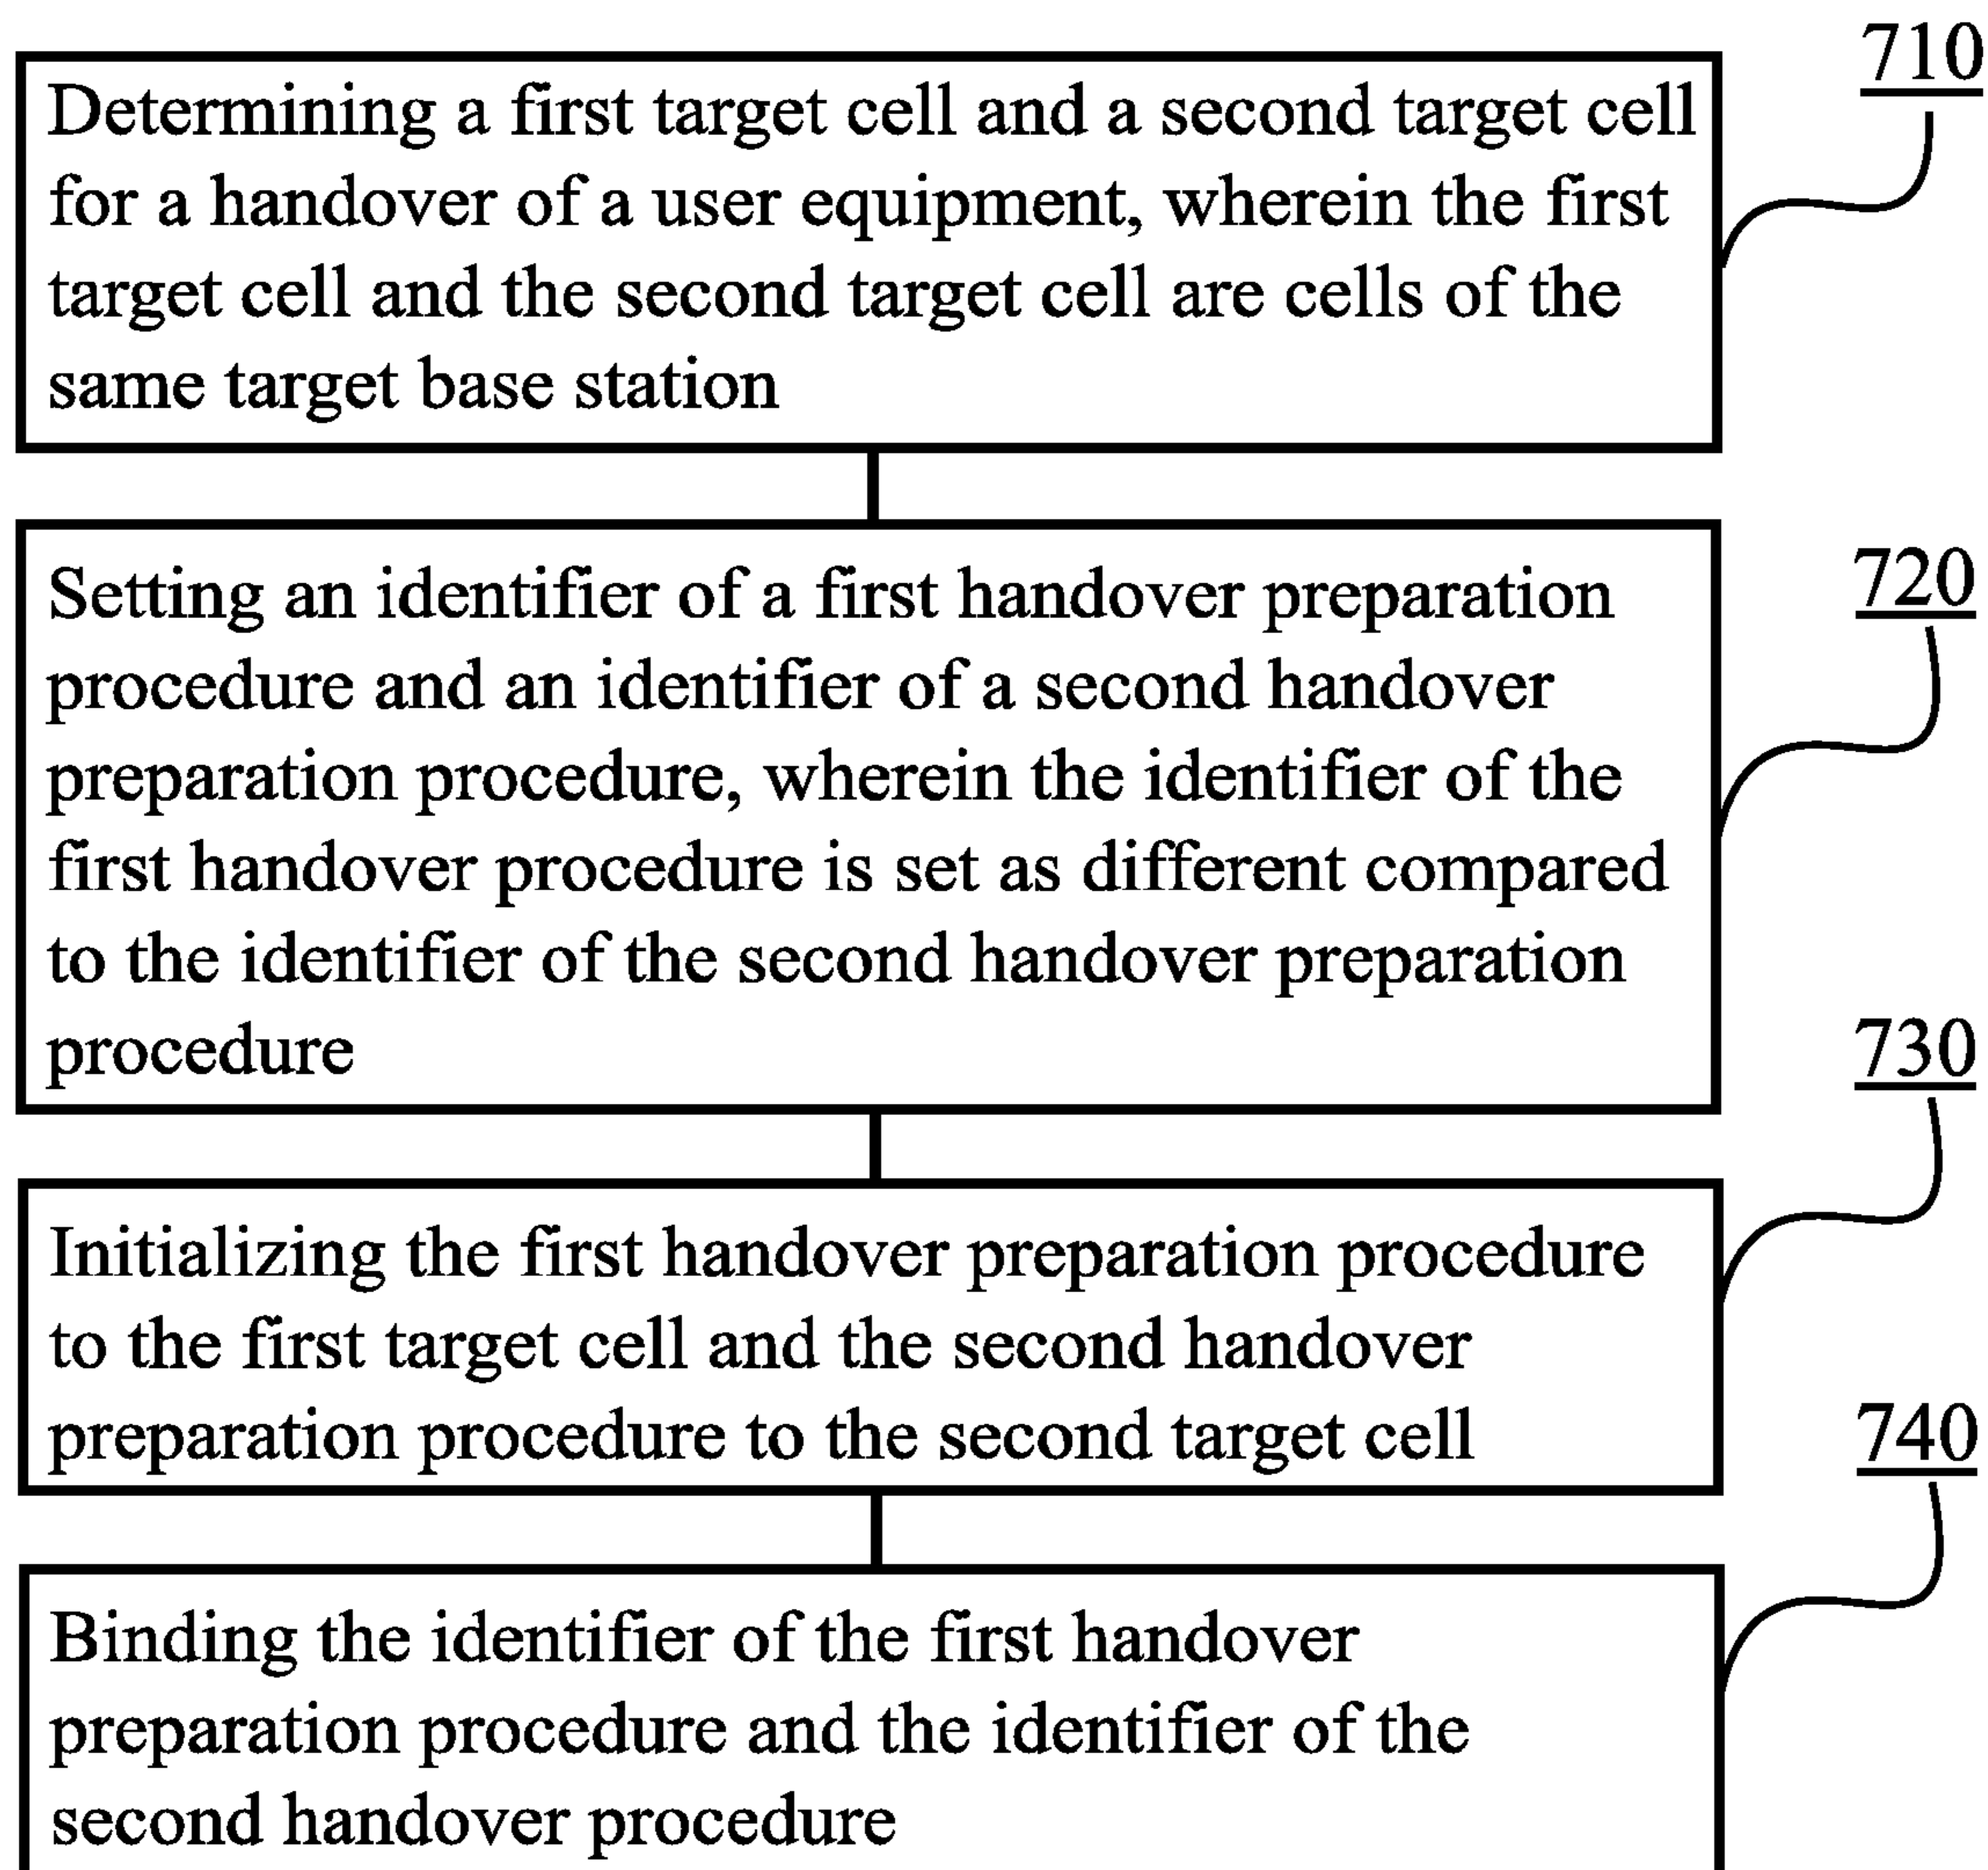 710
Determining a first target cell and a second target cell
for a handover of a user equipment, wherein the first
target cell and the second target cell are cells of the
same target base station
720
Setting an identifier of a first handover preparation
procedure and an identifier of a second handover
preparation procedure, wherein the identifier of the
first handover procedure is set as different compared
to the identifier of the second handover preparation
procedure
730
Initializing the first handover preparation procedure
to the first target cell and the second handover
preparation procedure to the second target cell
740
Binding the identifier of the first handover
preparation procedure and the identifier of the
second handover procedure